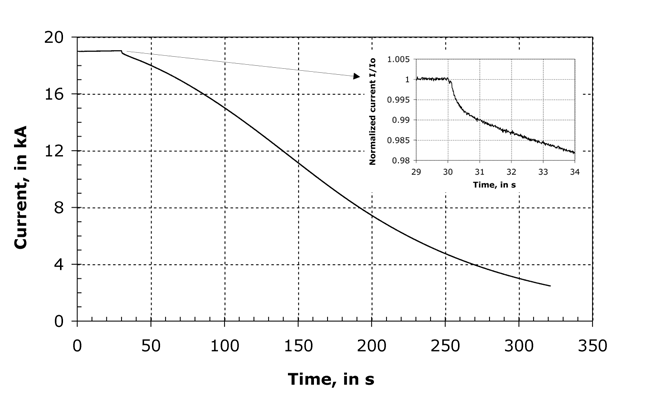 20
16
12
8
4
0
Current, in kA
0 50 100 150 200 250 300 350
Time, in s
1.005
1
0.995
0.99
0.985
0.98
Normalized current I/Io
29 30 31 32 33 34
Time, in s